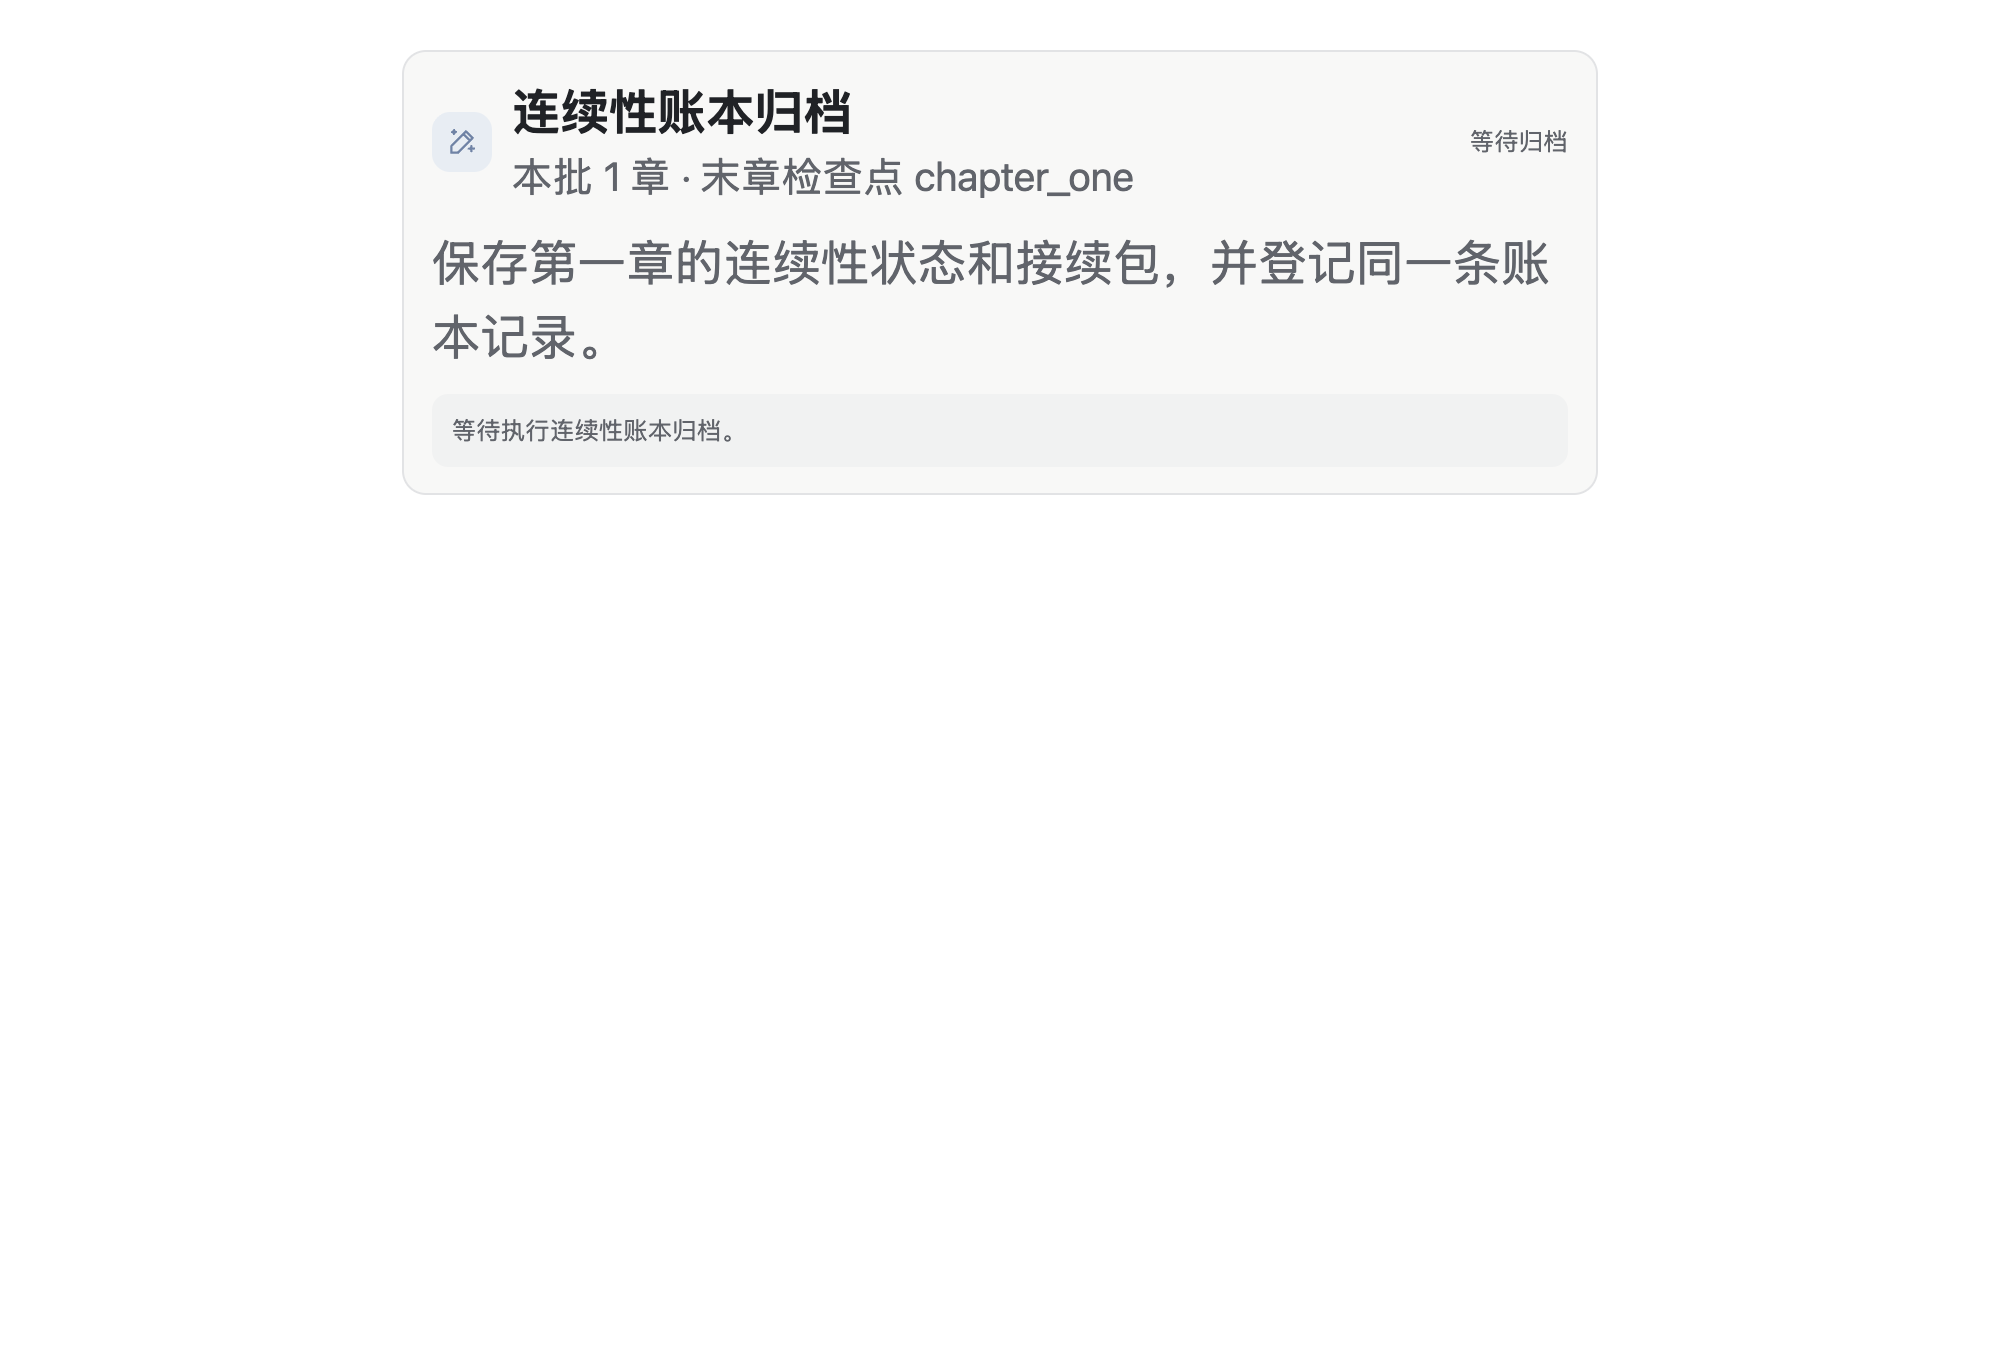 连续性账本归档
等待归档
本批 1 章 · 末章检查点 chapter_one
保存第一章的连续性状态和接续包，并登记同一条账
本记录。
等待执行连续性账本归档。